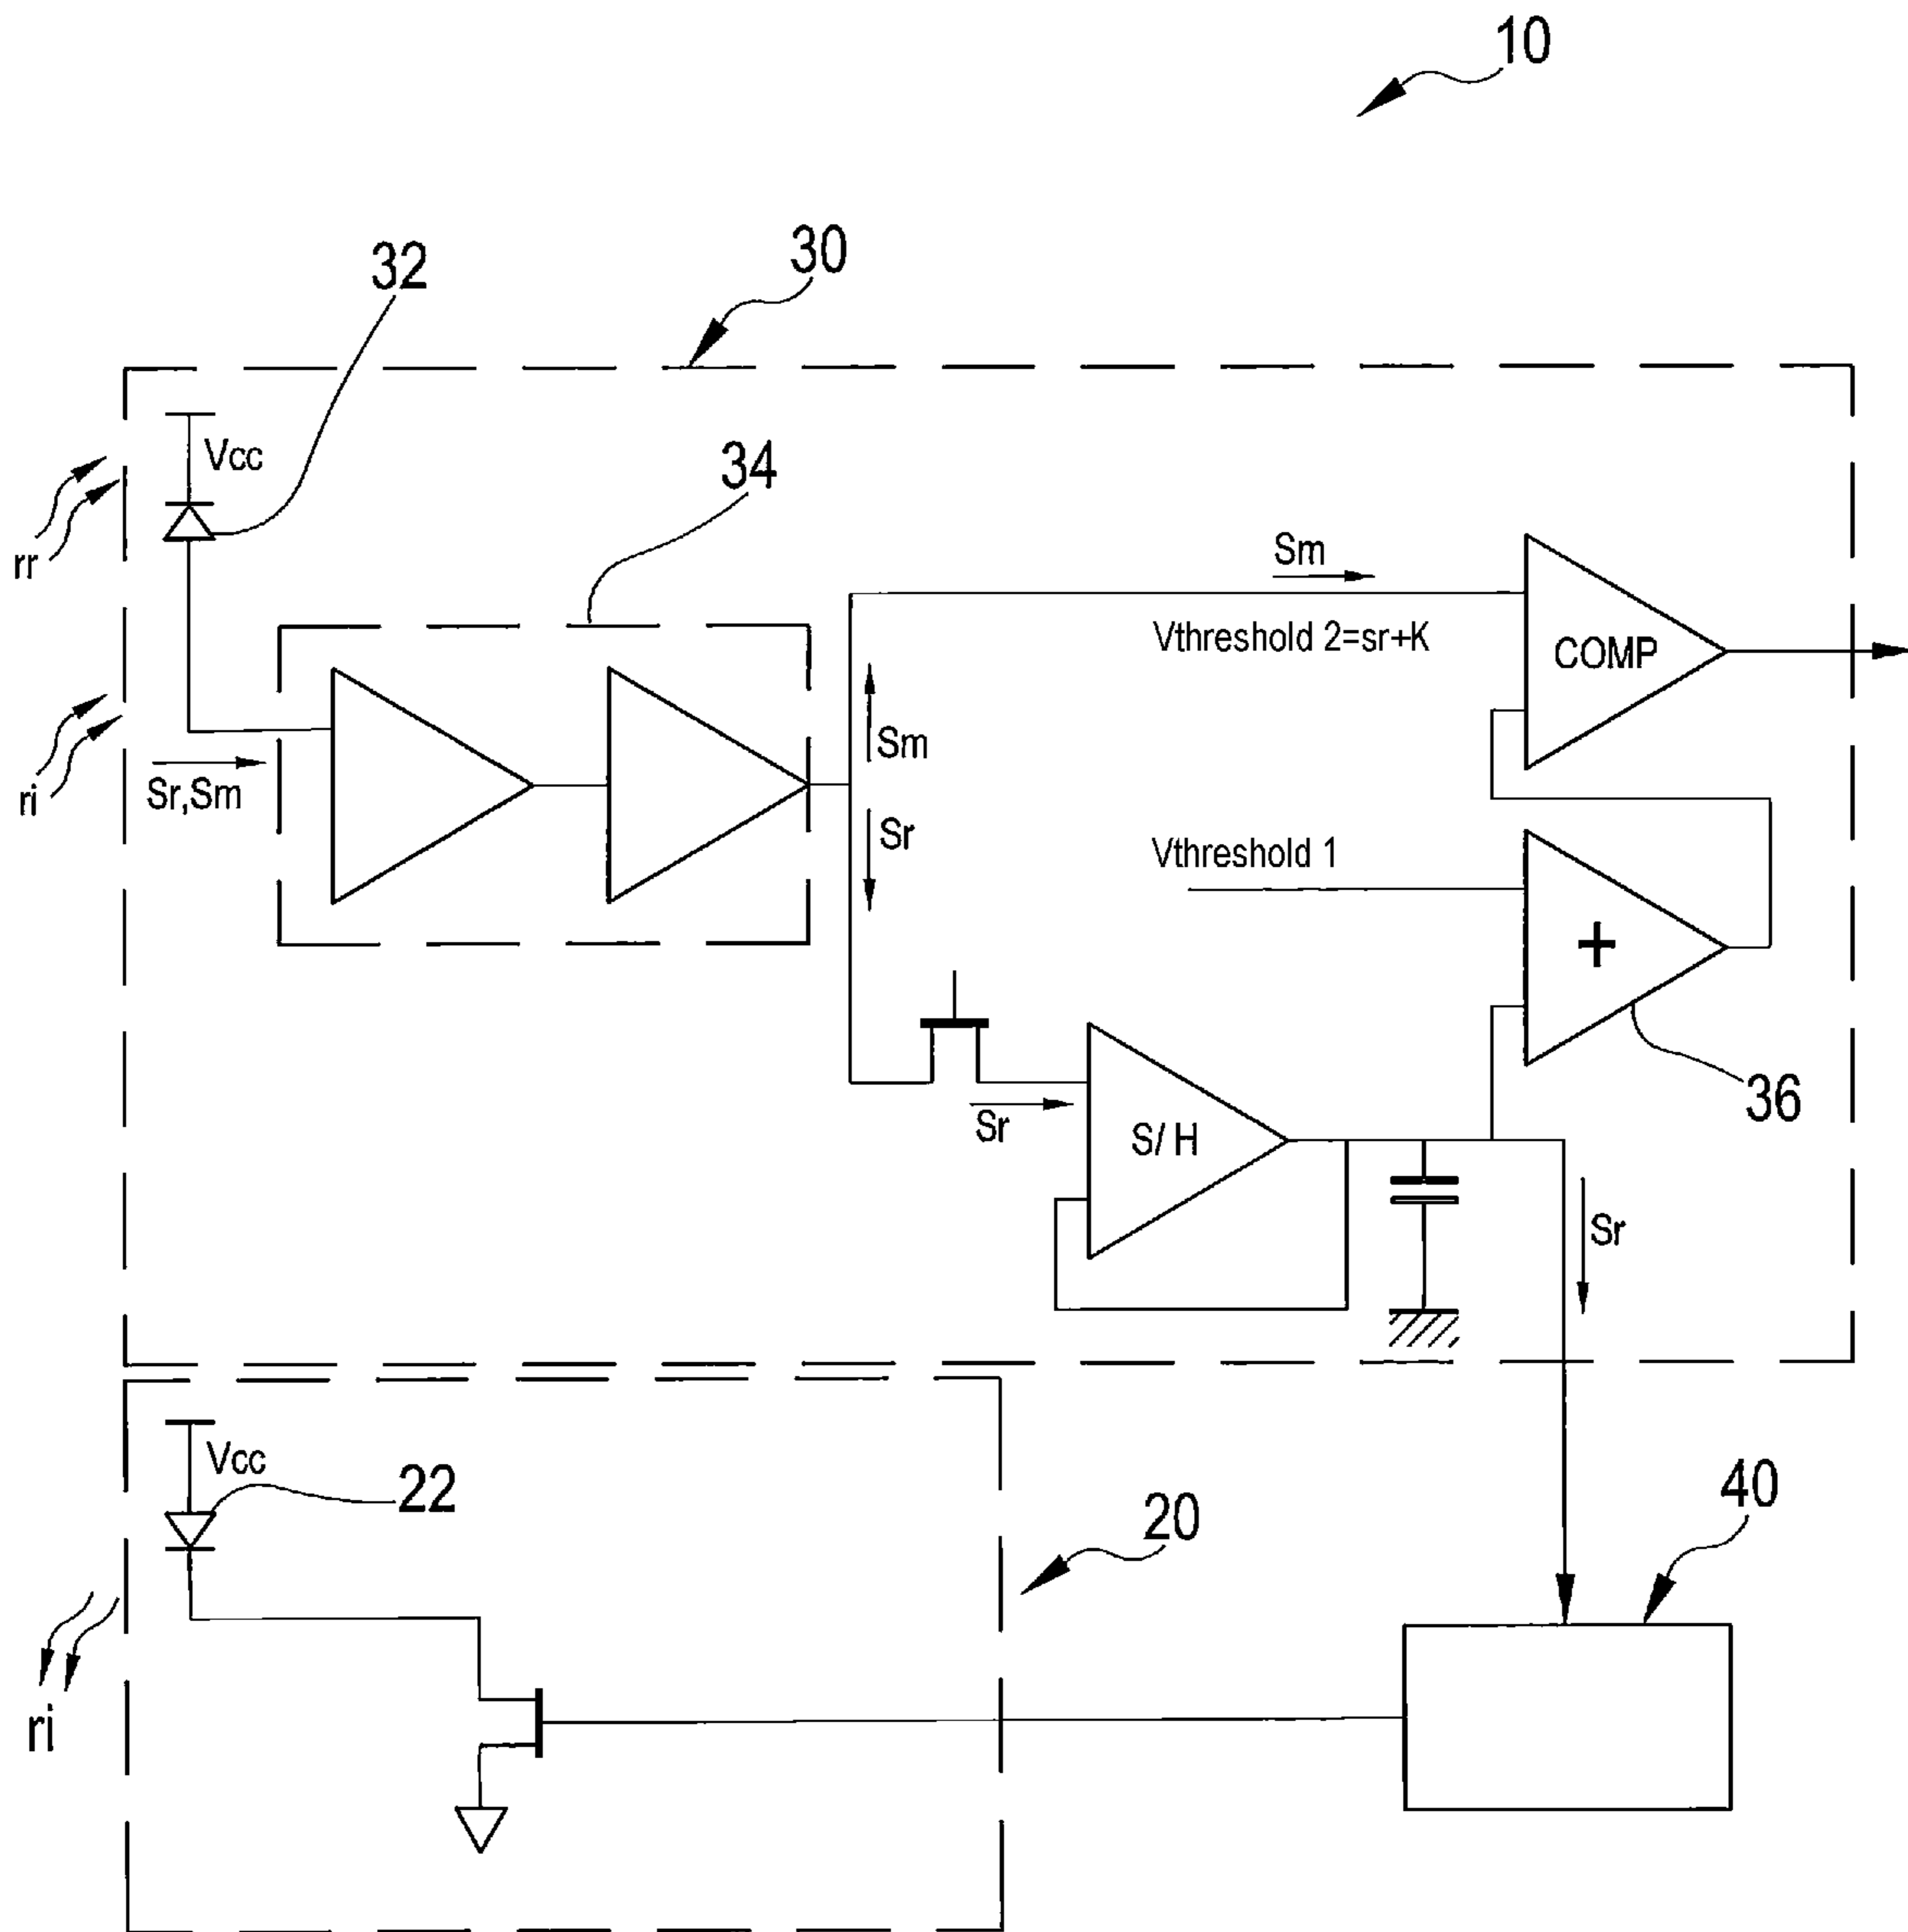 10
30
32
Vcc
34
rr
Sm
Vthreshold 2=sr+K
COMP
Sm
ri
Sr,Sm
Sr
Vthreshold 1
+
36
Sr
S/ H
Sr
Vcc
22
20
40
ri